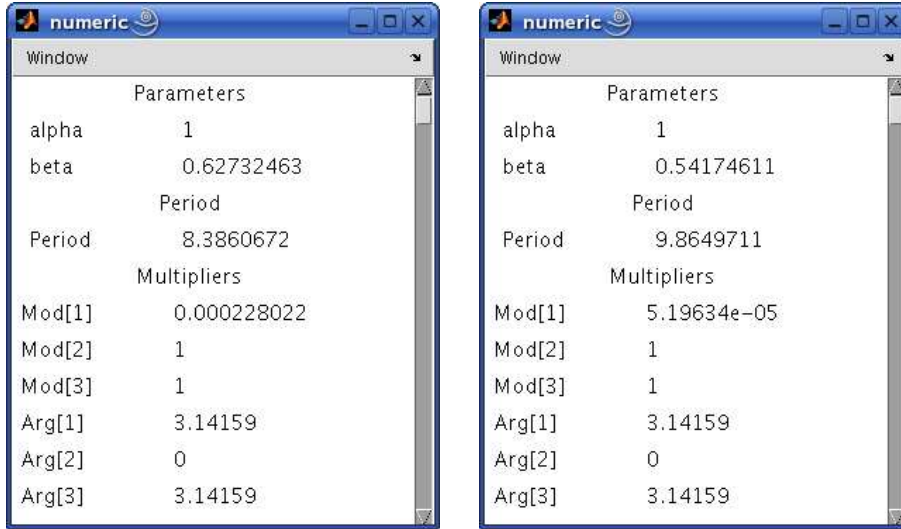 numeric
Window
Parameters
alpha 1
beta 0.62732463
Period
Period 8.3860672
Multipliers
Mod[1] 0.000228022
Mod[2] 1
Mod[3] 1
Arg[1] 3.14159
Arg[2] 0
Arg[3] 3.14159
numeric
Window
Parameters
alpha 1
beta 0.54174611
Period
Period 9.8649711
Multipliers
Mod[1] 5.19634e-05
Mod[2] 1
Mod[3] 1
Arg[1] 3.14159
Arg[2] 0
Arg[3] 3.14159